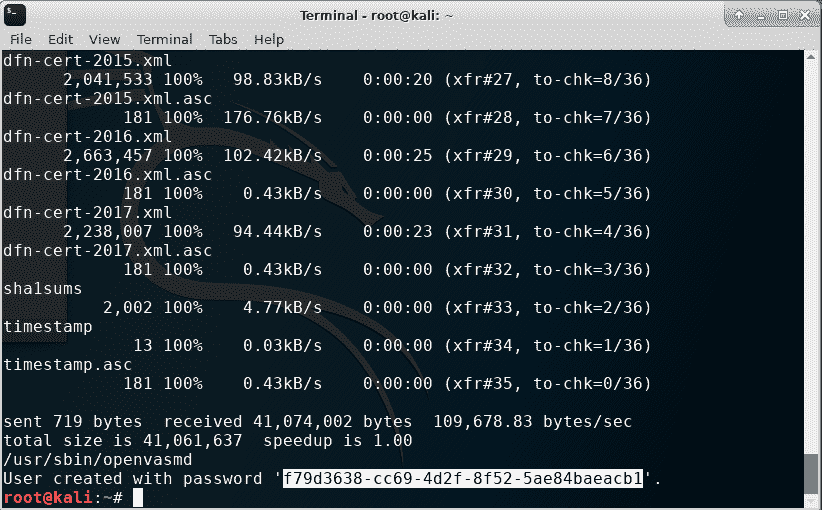 Terminal - root@kali: ~
File Edit View Terminal Tabs Help
dfn-cert-2015.xml
2,041,533 100% 98.83kB/s 0:00:20 (xfr#27, to-chk=8/36)
dfn-cert-2015.xml.asc
181 100% 176.76kB/s 0:00:00 (xfr#28, to-chk=7/36)
dfn-cert-2016.xml
2,663,457 100% 102.42kB/s 0:00:25 (xfr#29, to-chk=6/36)
dfn-cert-2016.xml.asc
181 100% 0.43kB/s 0:00:00 (xfr#30, to-chk=5/36)
dfn-cert-2017.xml
2,238,007 100% 94.44kB/s 0:00:23 (xfr#31, to-chk=4/36)
dfn-cert-2017.xml.asc
181 100% 0.43kB/s 0:00:00 (xfr#32, to-chk=3/36)
sha1sums
2,002 100% 4.77kB/s 0:00:00 (xfr#33, to-chk=2/36)
timestamp
13 100% 0.03kB/s 0:00:00 (xfr#34, to-chk=1/36)
timestamp.asc
181 100% 0.43kB/s 0:00:00 (xfr#35, to-chk=0/36)
sent 719 bytes received 41,074,002 bytes 109,678.83 bytes/sec
total size is 41,061,637 speedup is 1.00
/usr/sbin/openvasmd
User created with password 'f79d3638-cc69-4d2f-8f52-5ae84baeacb1'.
root@kali:~#